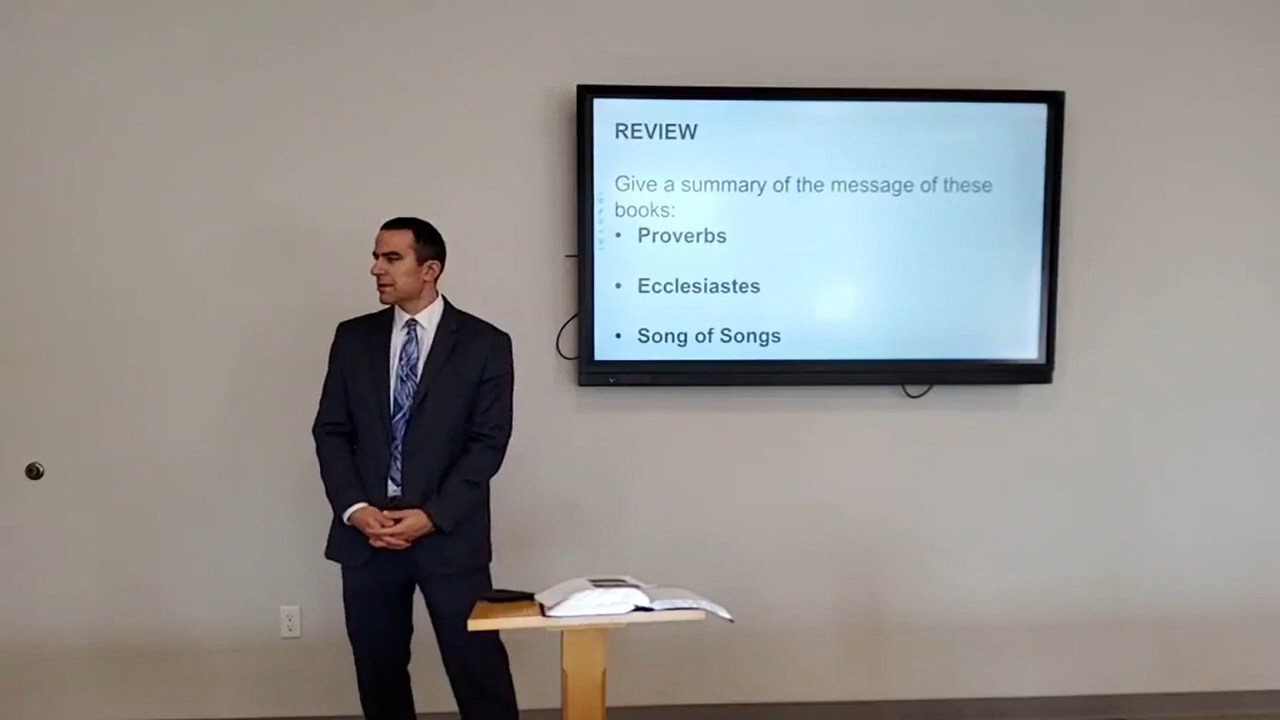 REVIEW
Give a summary of the message of these
books:
• Proverbs
• Ecclesiastes
• Song of Songs